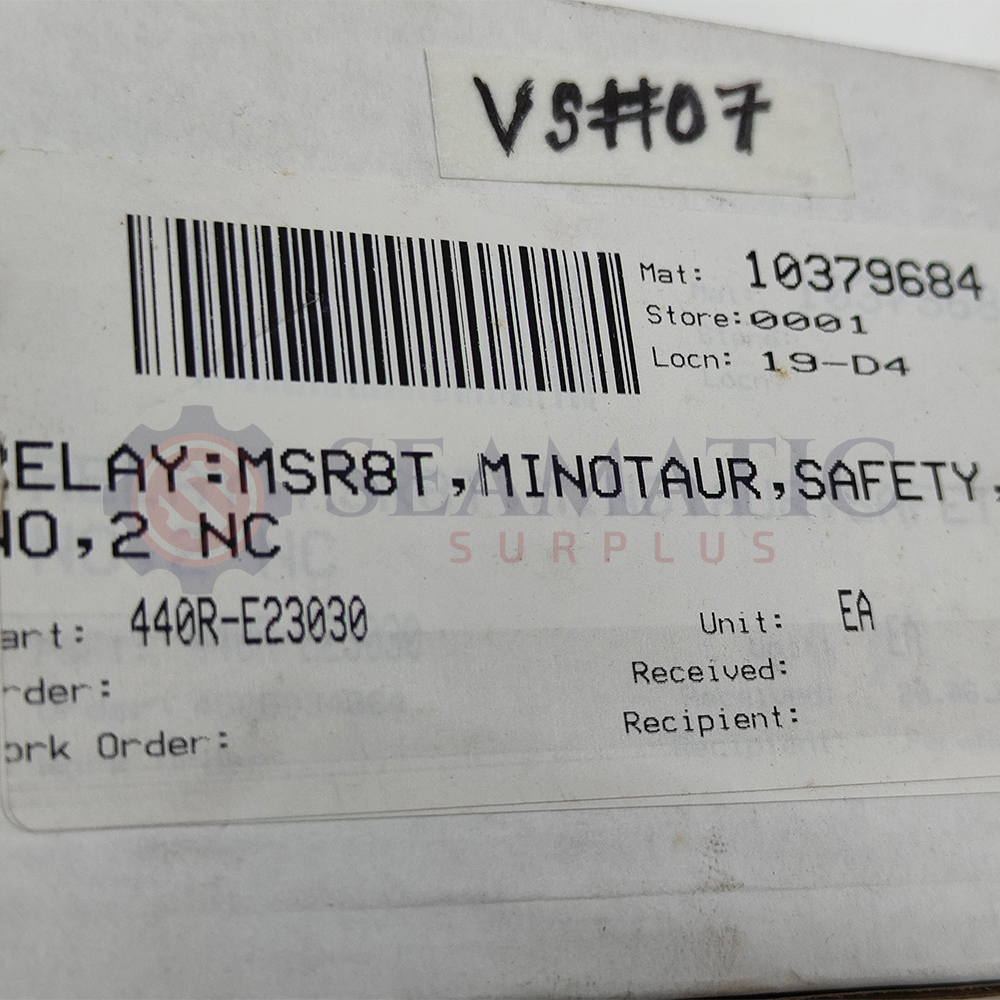 VS#07
Mat: 10379684
Store:0001
Locn: 19-D4
RELAY:MSR8T,MINOTAUR,SAFETY,
NO,2 NC
SEAMATIC
SURPLUS
art: 440R-E23030
Unit: EA
rder:
Received:
ork Order:
Recipient: